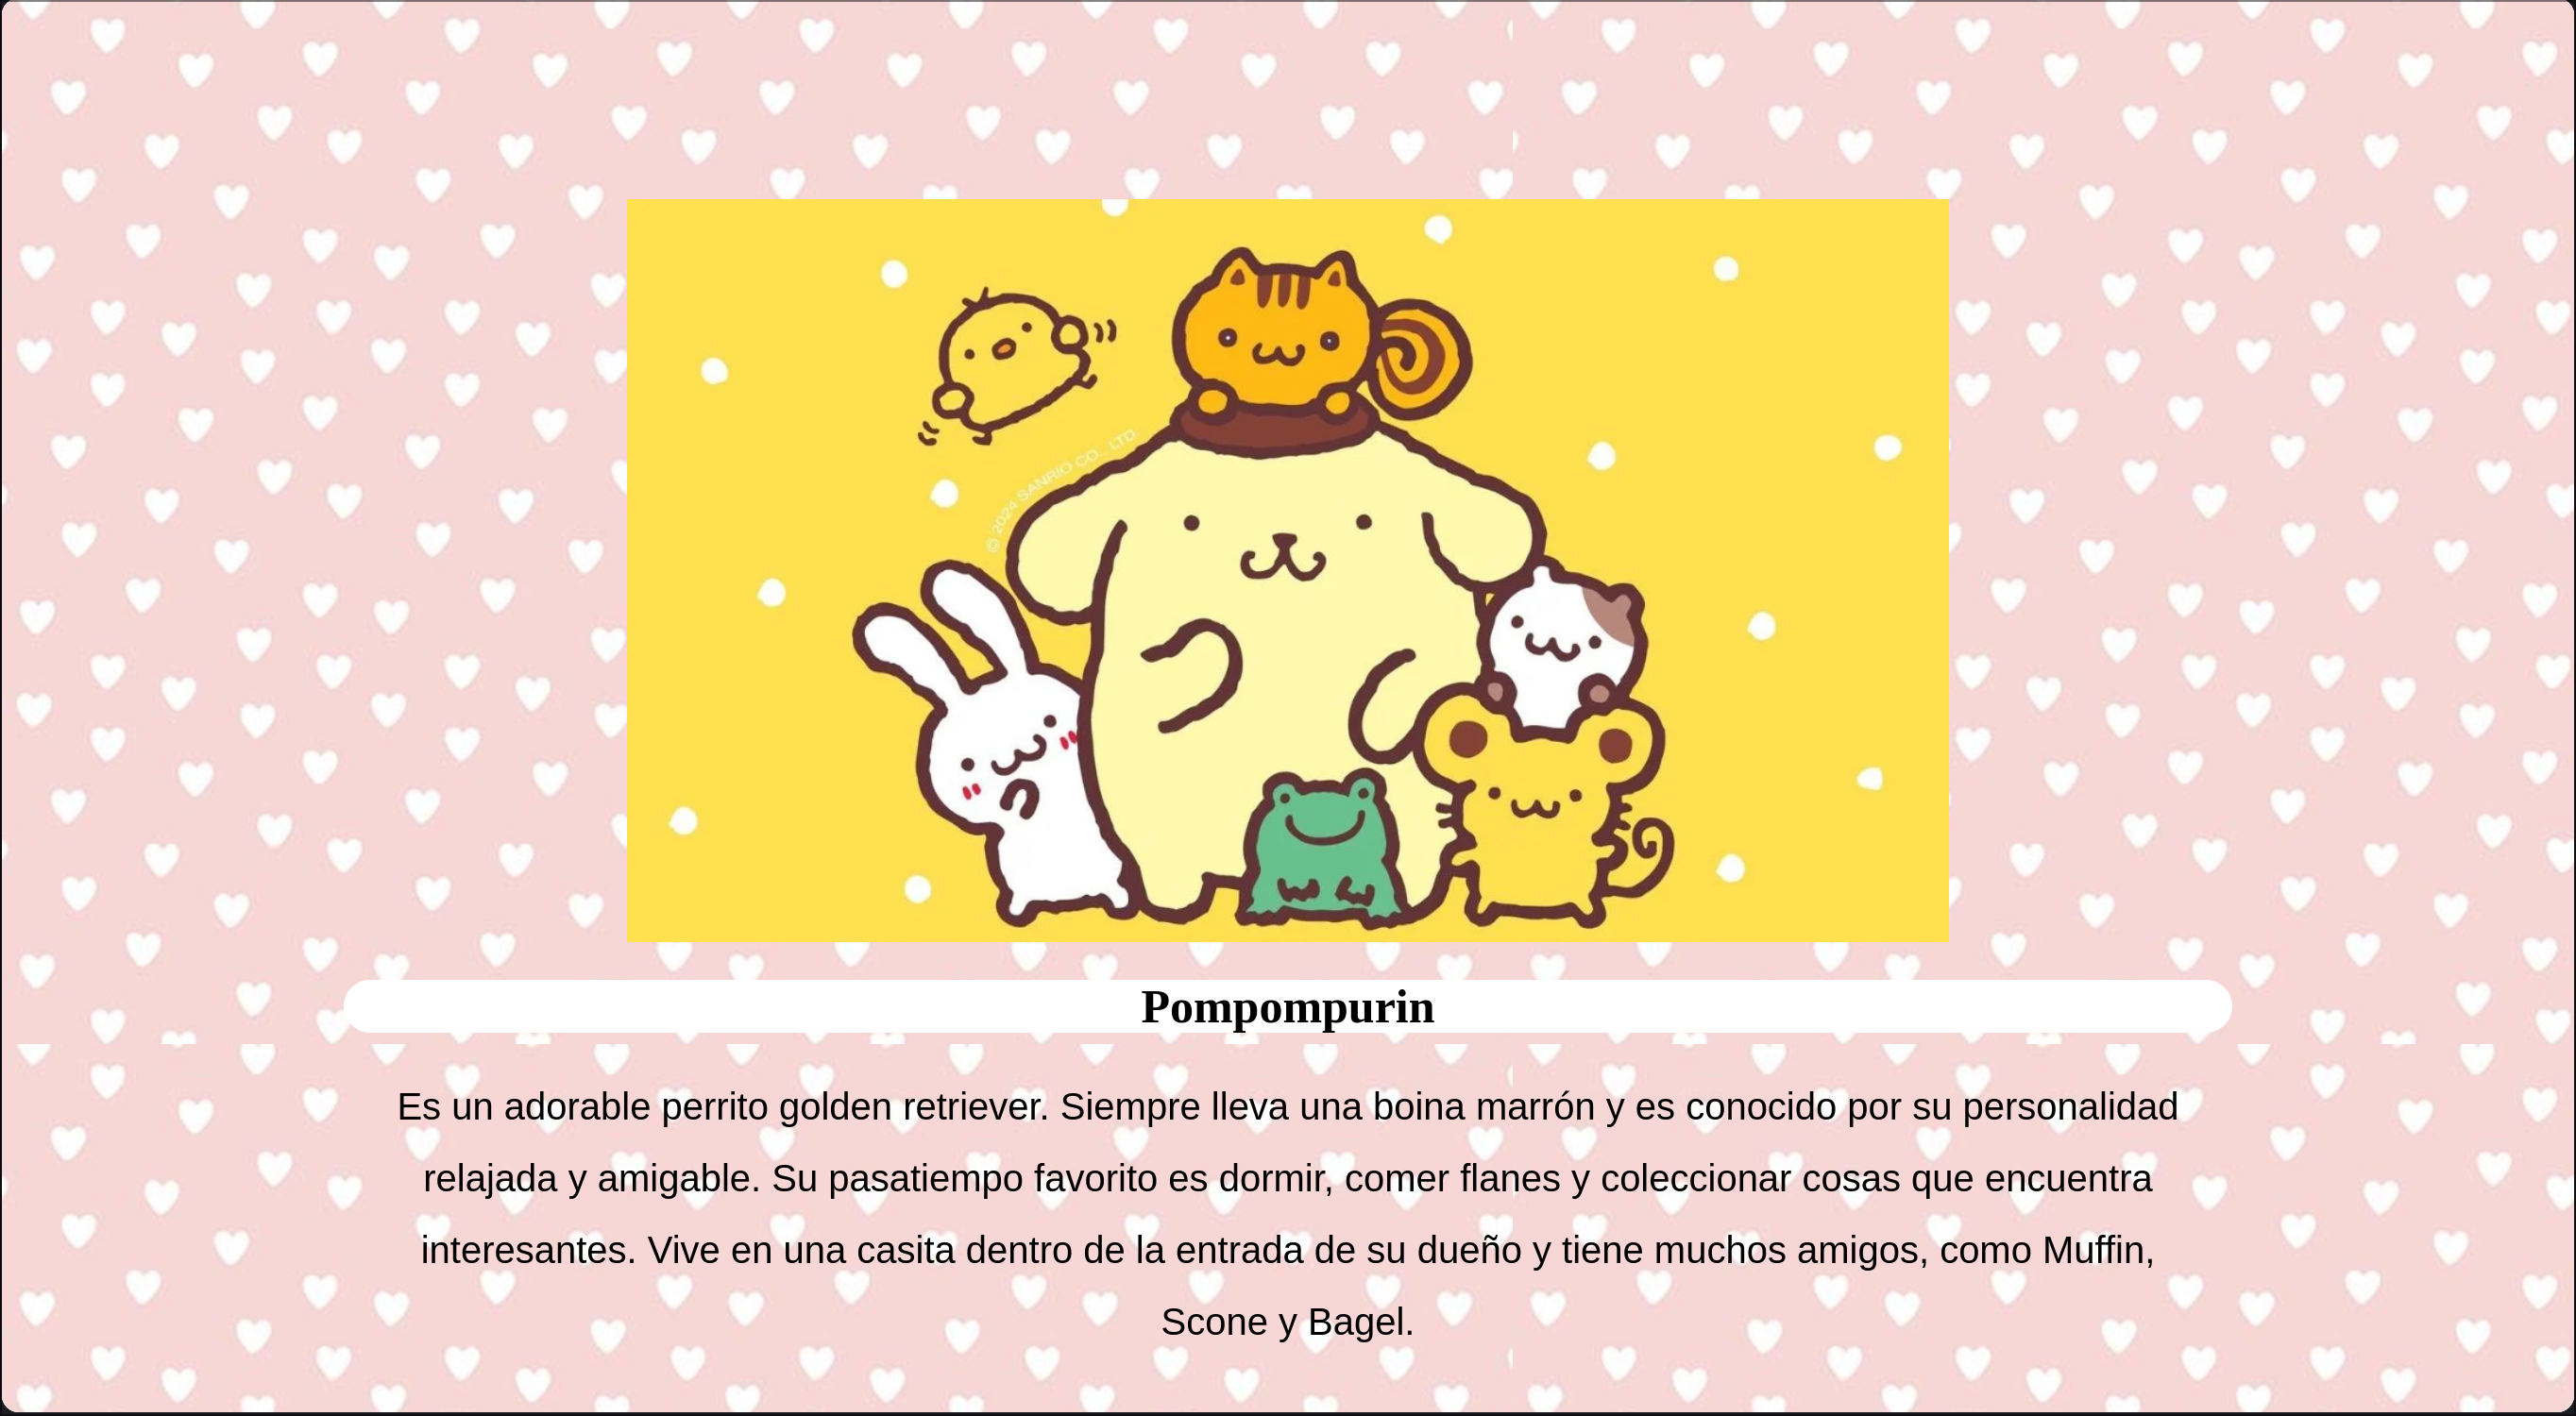 © 2024 SANRIO CO., LTD.
Pompompurin
Es un adorable perrito golden retriever. Siempre lleva una boina marrón y es conocido por su personalidad
relajada y amigable. Su pasatiempo favorito es dormir, comer flanes y coleccionar cosas que encuentra
interesantes. Vive en una casita dentro de la entrada de su dueño y tiene muchos amigos, como Muffin,
Scone y Bagel.